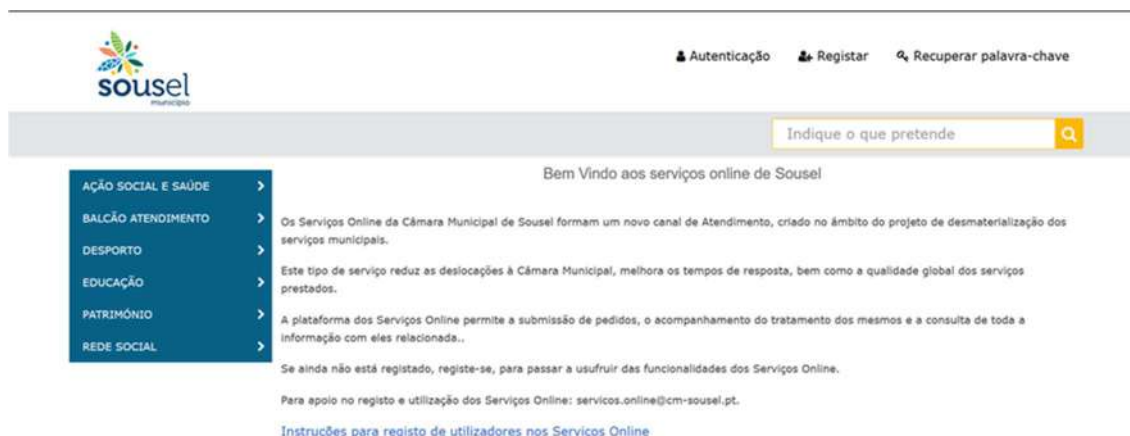 sousel
município
Autenticação
Registar
Recuperar palavra-chave
Indique o que pretende
AÇÃO SOCIAL E SAÚDE
BALCÃO ATENDIMENTO
DESPORTO
EDUCAÇÃO
PATRIMÓNIO
REDE SOCIAL
Bem Vindo aos serviços online de Sousel
Os Serviços Online da Câmara Municipal de Sousel formam um novo canal de Atendimento, criado no âmbito do projeto de desmaterialização dos
serviços municipais.
Este tipo de serviço reduz as deslocações à Câmara Municipal, melhora os tempos de resposta, bem como a qualidade global dos serviços
prestados.
A plataforma dos Serviços Online permite a submissão de pedidos, o acompanhamento do tratamento dos mesmos e a consulta de toda a
informação com eles relacionada..
Se ainda não está registado, registe-se, para passar a usufruir das funcionalidades dos Serviços Online.
Para apoio no registo e utilização dos Serviços Online: servicos.online@cm-sousel.pt.
Instruções para registo de utilizadores nos Serviços Online